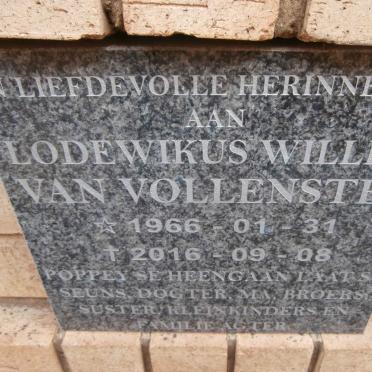 N LIEFDEVOLLE HERINNE
AAN
LODEWIKUS WILLE
VAN VOLLENSTE
☆ 1966 - 01 - 31
† 2016 - 09 - 08
POPPEY SE HEENGAAN LAAT S
SEUNS, DOGTER, MA, BROERS
SUSTER/KLEINKINDERS EN
FAMILIE AGTER